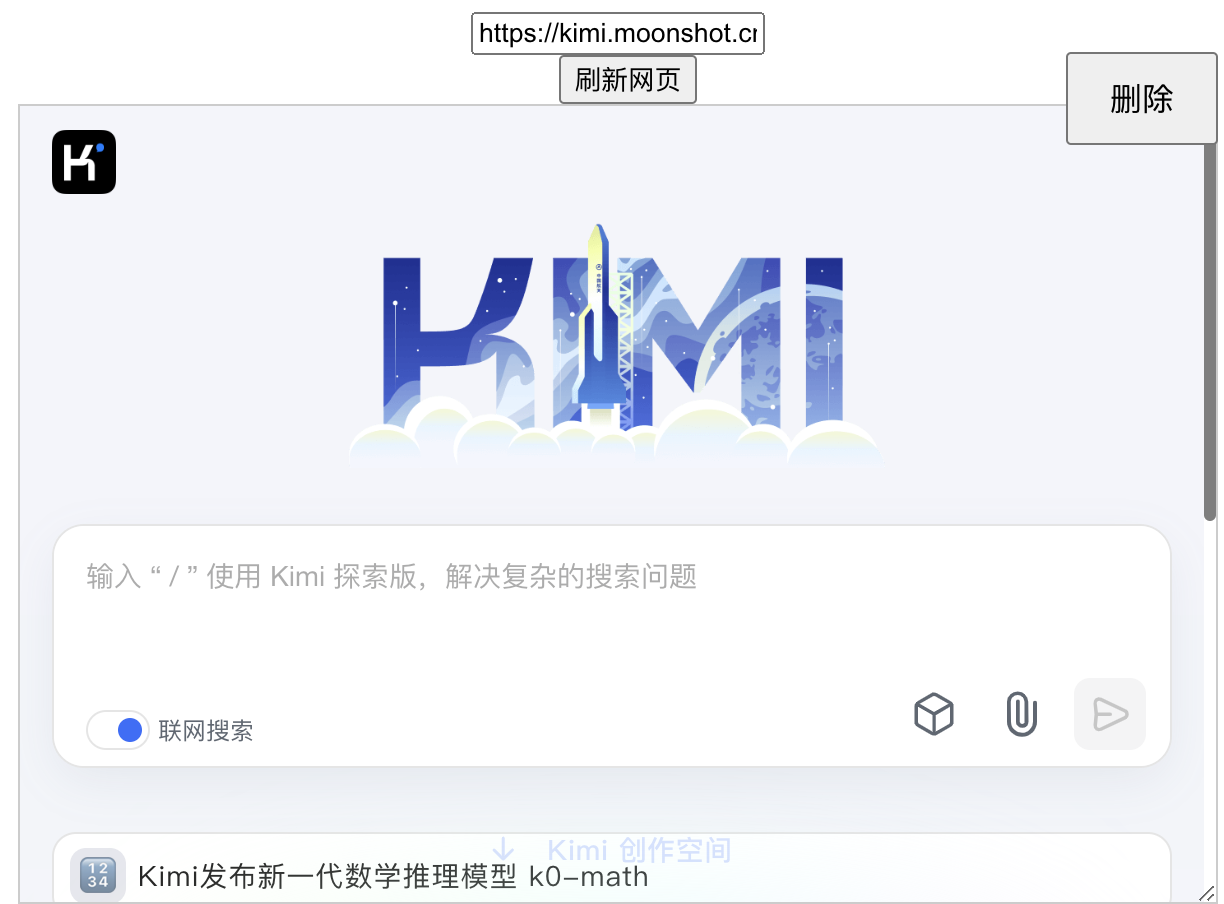 https://kimi.moonshot.cr
刷新网页
删除
KIMI
输入 “ / ” 使用 Kimi 探索版，解决复杂的搜索问题
联网搜索
↓ Kimi 创作空间
1234 Kimi发布新一代数学推理模型 k0-math